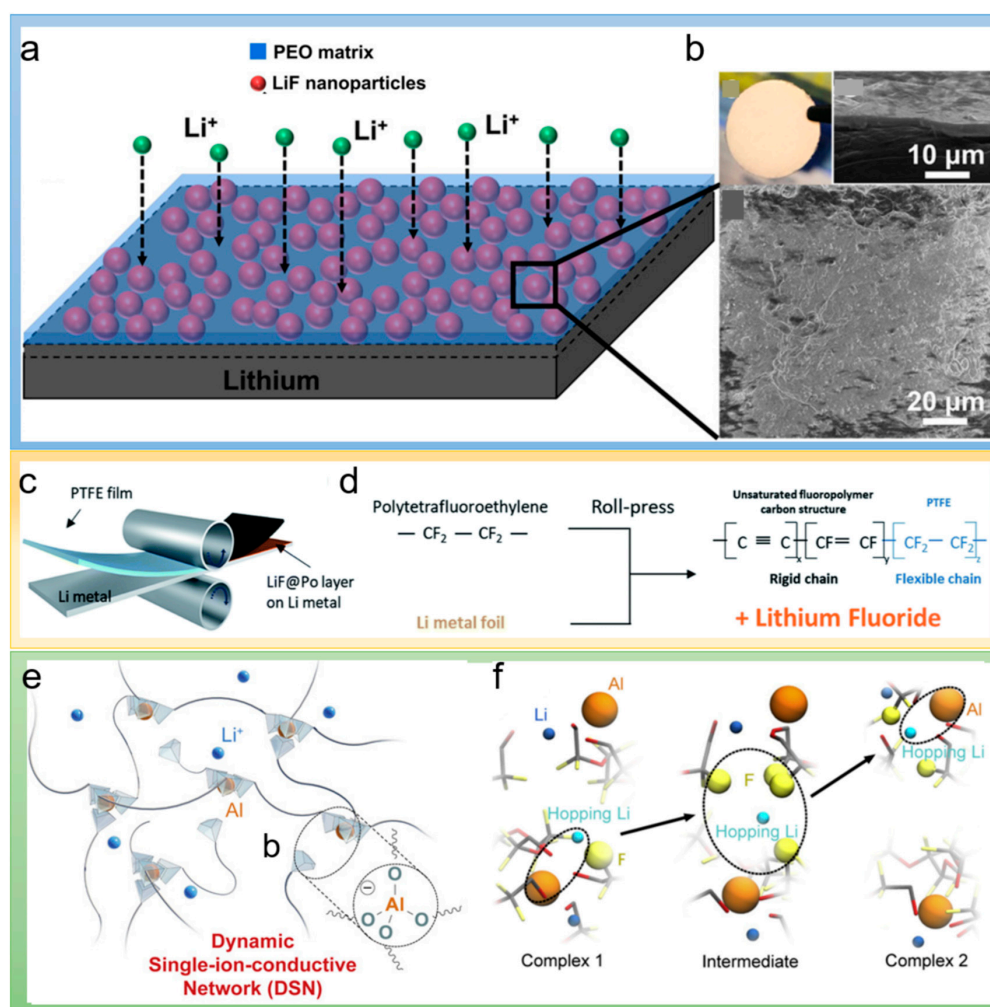 a
PEO matrix
LiF nanoparticles
Li⁺
Li⁺
Li⁺
Lithium
b
10 µm
20 µm
c
PTFE film
Li metal
LiF@Po layer
on Li metal
d
Polytetrafluoroethylene
— CF₂ — CF₂ —
Li metal foil
Roll-press
Unsaturated fluoropolymer
carbon structure
PTFE
—[C ≡ C]x[CF = CF]y[CF₂ — CF₂]z
Rigid chain
Flexible chain
+ Lithium Fluoride
e
Li⁺
Al
b
−
O
O Al O
O
Dynamic
Single-ion-conductive
Network (DSN)
f
Al
Li
Hopping Li
F
Complex 1
F
Hopping Li
Intermediate
Al
Hopping Li
Complex 2